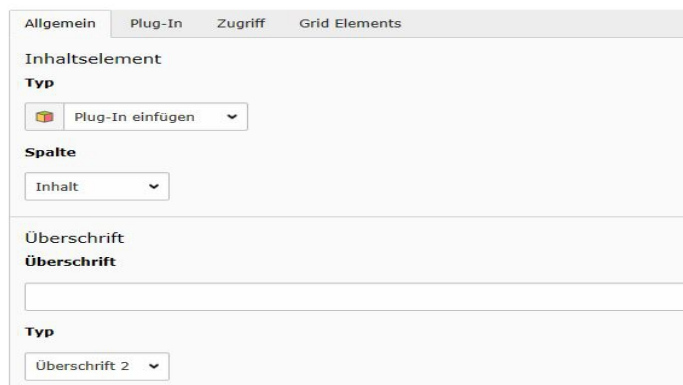 Allgemein Plug-In Zugriff Grid Elements
Inhaltselement
Typ
Plug-In einfügen
Spalte
Inhalt
Überschrift
Überschrift
Typ
Überschrift 2